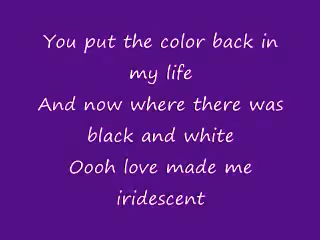 You put the color back in
my life
And now where there was
black and white
Oooh love made me
iridescent